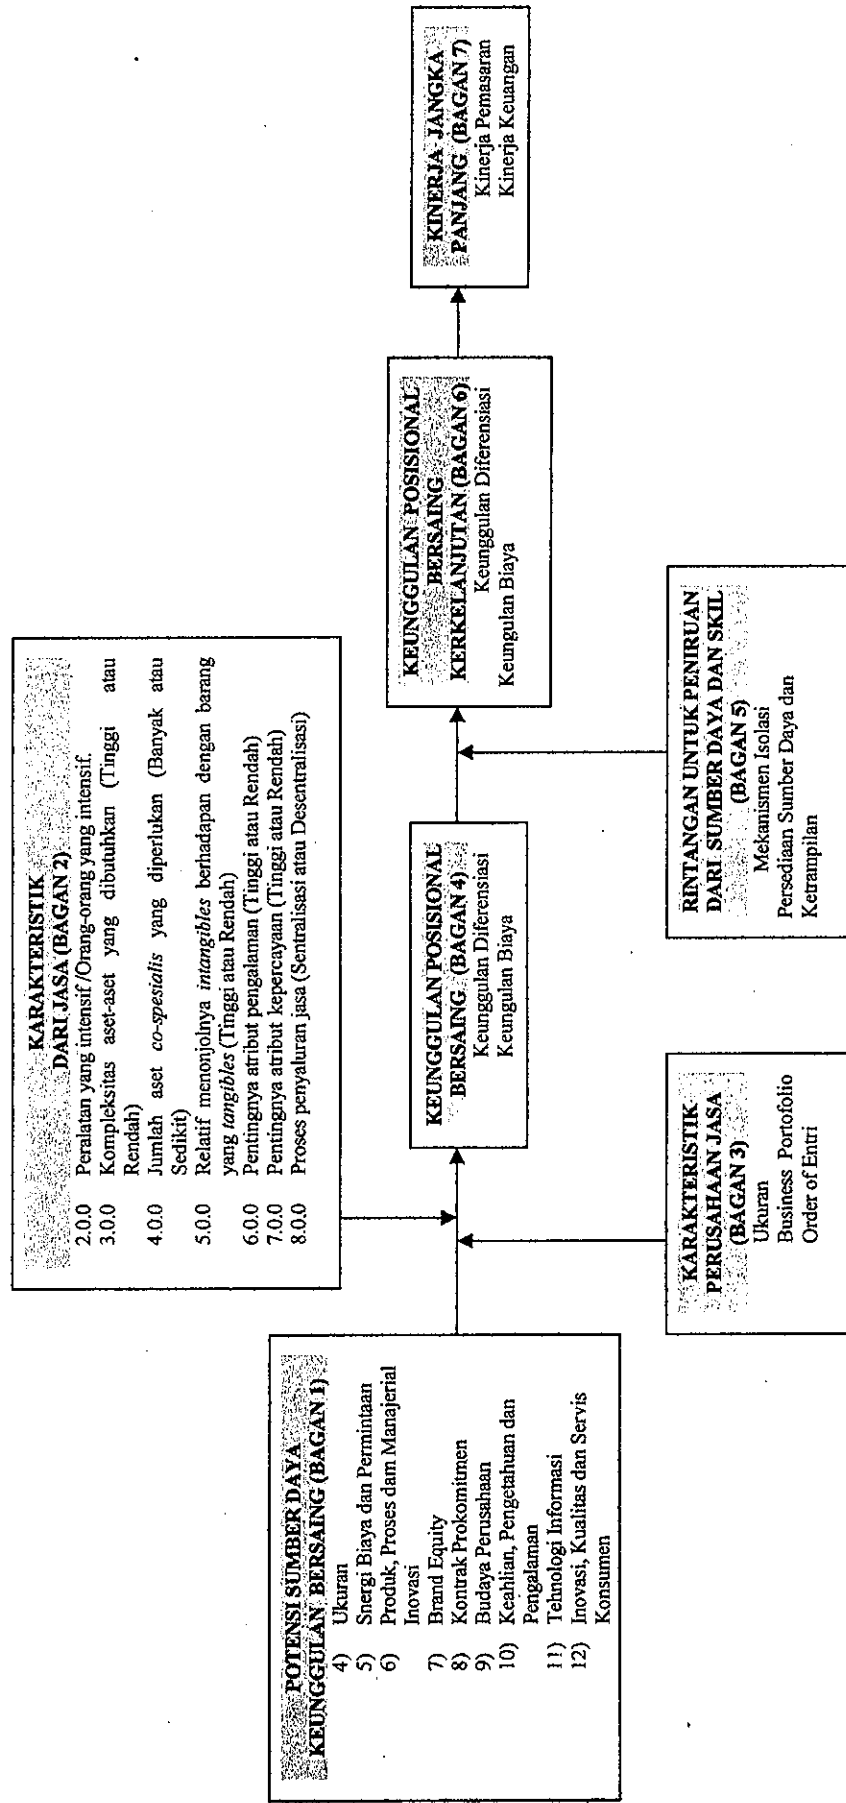 POTENSI SUMBER DAYA
KEUNGGULAN BERSAING (BAGAN 1)
4) Ukuran
5) Snergi Biaya dan Permintaan
6) Produk, Proses dam Manajerial
Inovasi
7) Brand Equity
8) Kontrak Prokomitmen
9) Budaya Perusahaan
10) Keahlian, Pengetahuan dan
Pengalaman
11) Tehnologi Informasi
12) Inovasi, Kualitas dan Servis
Konsumen
KARAKTERISTIK
DARI JASA (BAGAN 2)
2.0.0 Peralatan yang intensif /Orang-orang yang intensif.
3.0.0 Kompleksitas aset-aset yang dibutuhkan (Tinggi atau
Rendah)
4.0.0 Jumlah aset co-spesialis yang diperlukan (Banyak atau
Sedikit)
5.0.0 Relatif menonjolnya intangibles berhadapan dengan barang
yang tangibles (Tinggi atau Rendah)
6.0.0 Pentingnya atribut pengalaman (Tinggi atau Rendah)
7.0.0 Pentingnya atribut kepercayaan (Tinggi atau Rendah)
8.0.0 Proses penyaluran jasa (Sentralisasi atau Desentralisasi)
KARAKTERISTIK
PERUSAHAAN JASA
(BAGAN 3)
Ukuran
Business Portofolio
Order of Entri
KEUNGGULAN POSISIONAL
BERSAING (BAGAN 4)
Keunggulan Diferensiasi
Keungulan Biaya
RINTANGAN UNTUK PENIRUAN
DARI SUMBER DAYA DAN SKIL
(BAGAN 5)
Mekanismen Isolasi
Persediaan Sumber Daya dan
Ketrampilan
KEUNGGULAN POSISIONAL
BERSAING
KERKELANJUTAN (BAGAN 6)
Keunggulan Diferensiasi
Keungulan Biaya
KINERJA JANGKA
PANJANG (BAGAN 7)
Kinerja Pemasaran
Kinerja Keuangan